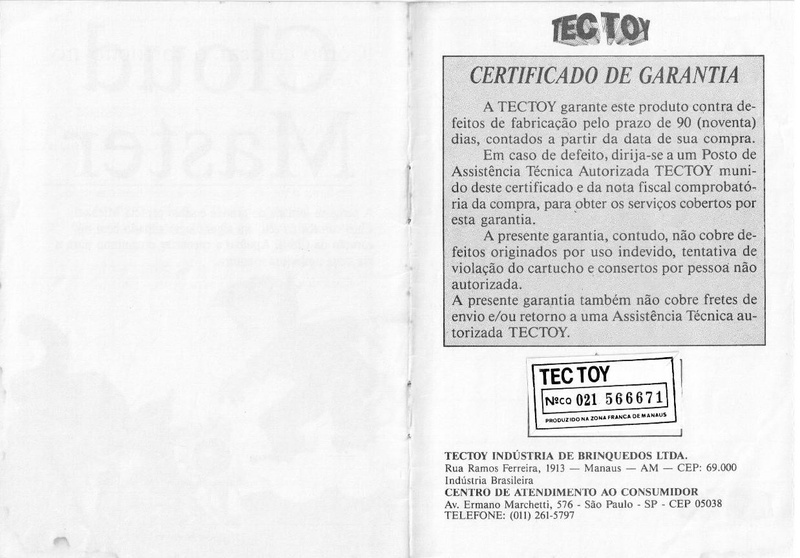 Cloud
Master
TECTOY
CERTIFICADO DE GARANTIA
A TECTOY garante este produto contra de-
feitos de fabricação pelo prazo de 90 (noventa)
dias, contados a partir da data de sua compra.
Em caso de defeito, dirija-se a um Posto de
Assistência Técnica Autorizada TECTOY muni-
do deste certificado e da nota fiscal comprobató-
ria da compra, para obter os serviços cobertos por
esta garantia.
A presente garantia, contudo, não cobre de-
feitos originados por uso indevido, tentativa de
violação do cartucho e consertos por pessoa não
autorizada.
A presente garantia também não cobre fretes de
envio e/ou retorno a uma Assistência Técnica au-
torizada TECTOY.
TEC TOY
Nºco 021 566671
PRODUZIDO NA ZONA FRANCA DE MANAUS
TECTOY INDÚSTRIA DE BRINQUEDOS LTDA.
Rua Ramos Ferreira, 1913 — Manaus — AM — CEP: 69.000
Indústria Brasileira
CENTRO DE ATENDIMENTO AO CONSUMIDOR
Av. Ermano Marchetti, 576 - São Paulo - SP - CEP 05038
TELEFONE: (011) 261-5797